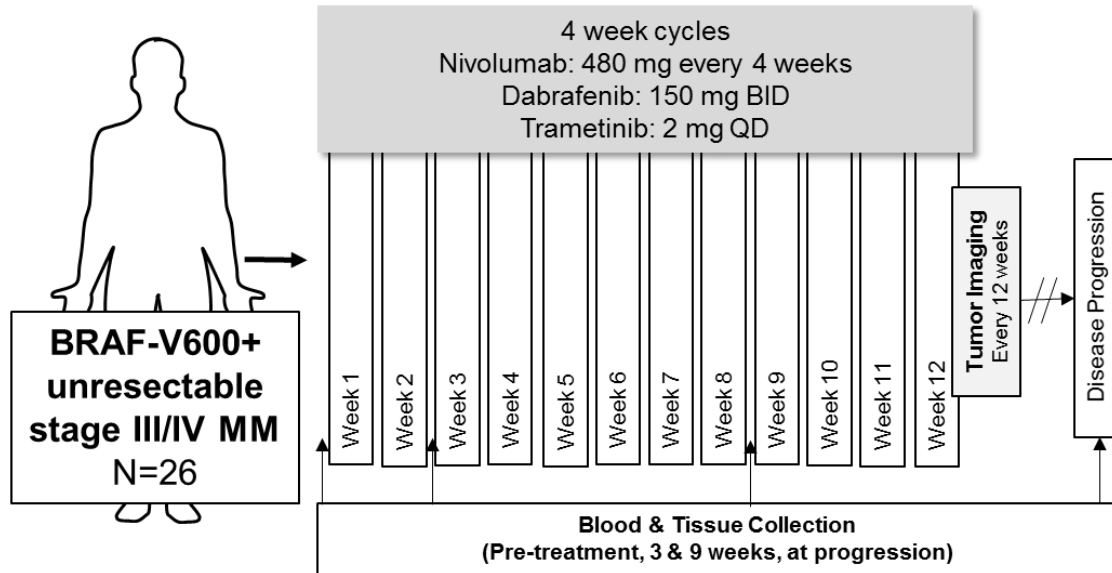 4 week cycles
Nivolumab: 480 mg every 4 weeks
Dabrafenib: 150 mg BID
Trametinib: 2 mg QD
BRAF-V600+
unresectable
stage III/IV MM
N=26
Week 1
Week 2
Week 3
Week 4
Week 5
Week 6
Week 7
Week 8
Week 9
Week 10
Week 11
Week 12
Tumor Imaging
Every 12 weeks
Disease Progression
Blood & Tissue Collection
(Pre-treatment, 3 & 9 weeks, at progression)